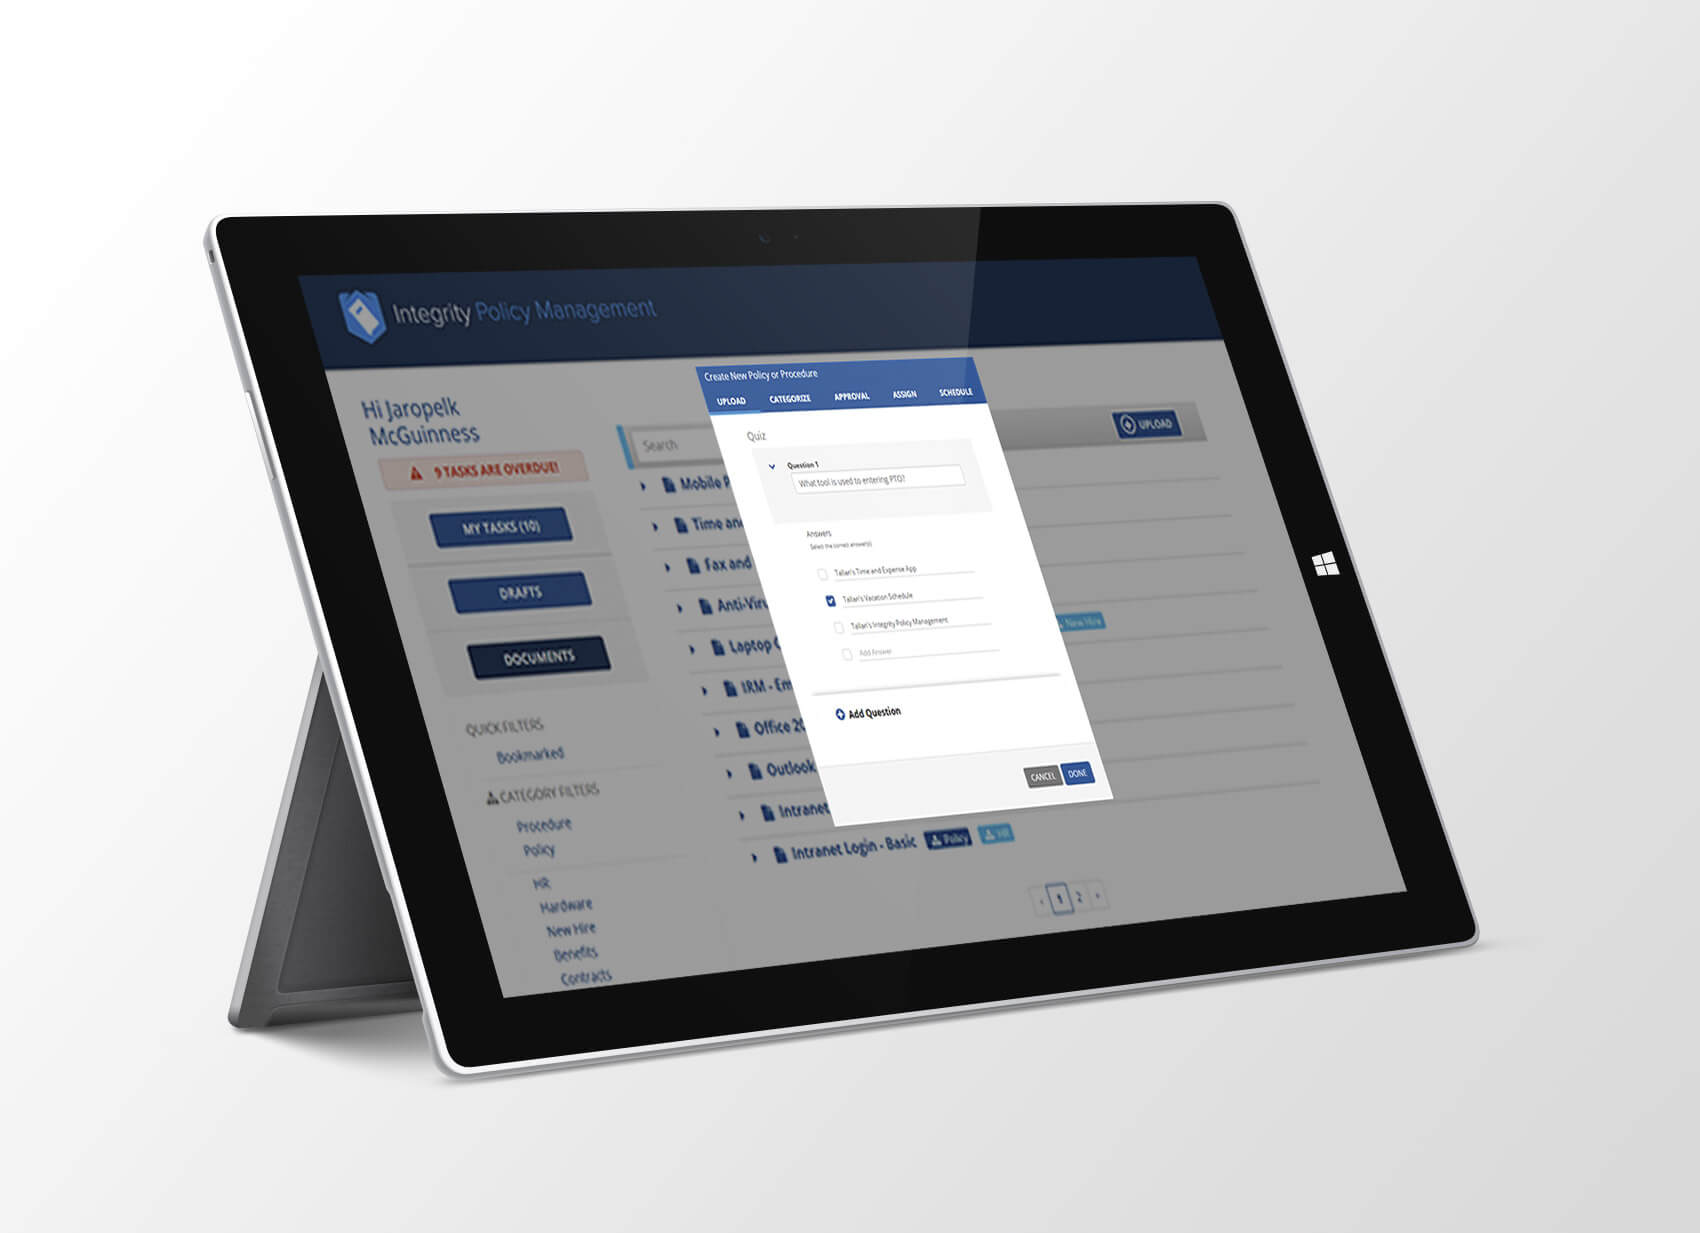 Integrity Policy Management
Hi Jaropelk
McGuinness
9 TASKS ARE OVERDUE!
MY TASKS (10)
DRAFTS
DOCUMENTS
QUICK FILTERS
Bookmarked
CATEGORY FILTERS
Procedure
Policy
HR
Hardware
New Hire
Benefits
Contracts
Search
UPLOAD
Mobile P
Time and
Fax and
Anti-Viru
Laptop
New Hire
IRM - Em
Office 20
Outlook
Intranet
Intranet Login - Basic Policy HR
1 2
Create New Policy or Procedure
UPLOAD CATEGORIZE APPROVAL ASSIGN SCHEDULE
Quiz
Question 1
What tool is used to entering PTO?
Answers
Select the correct answer(s)
Tallan's Time and Expense App
Tallan's Vacation Schedule
Tallan's Integrity Policy Management
Add Answer
Add Question
CANCEL DONE